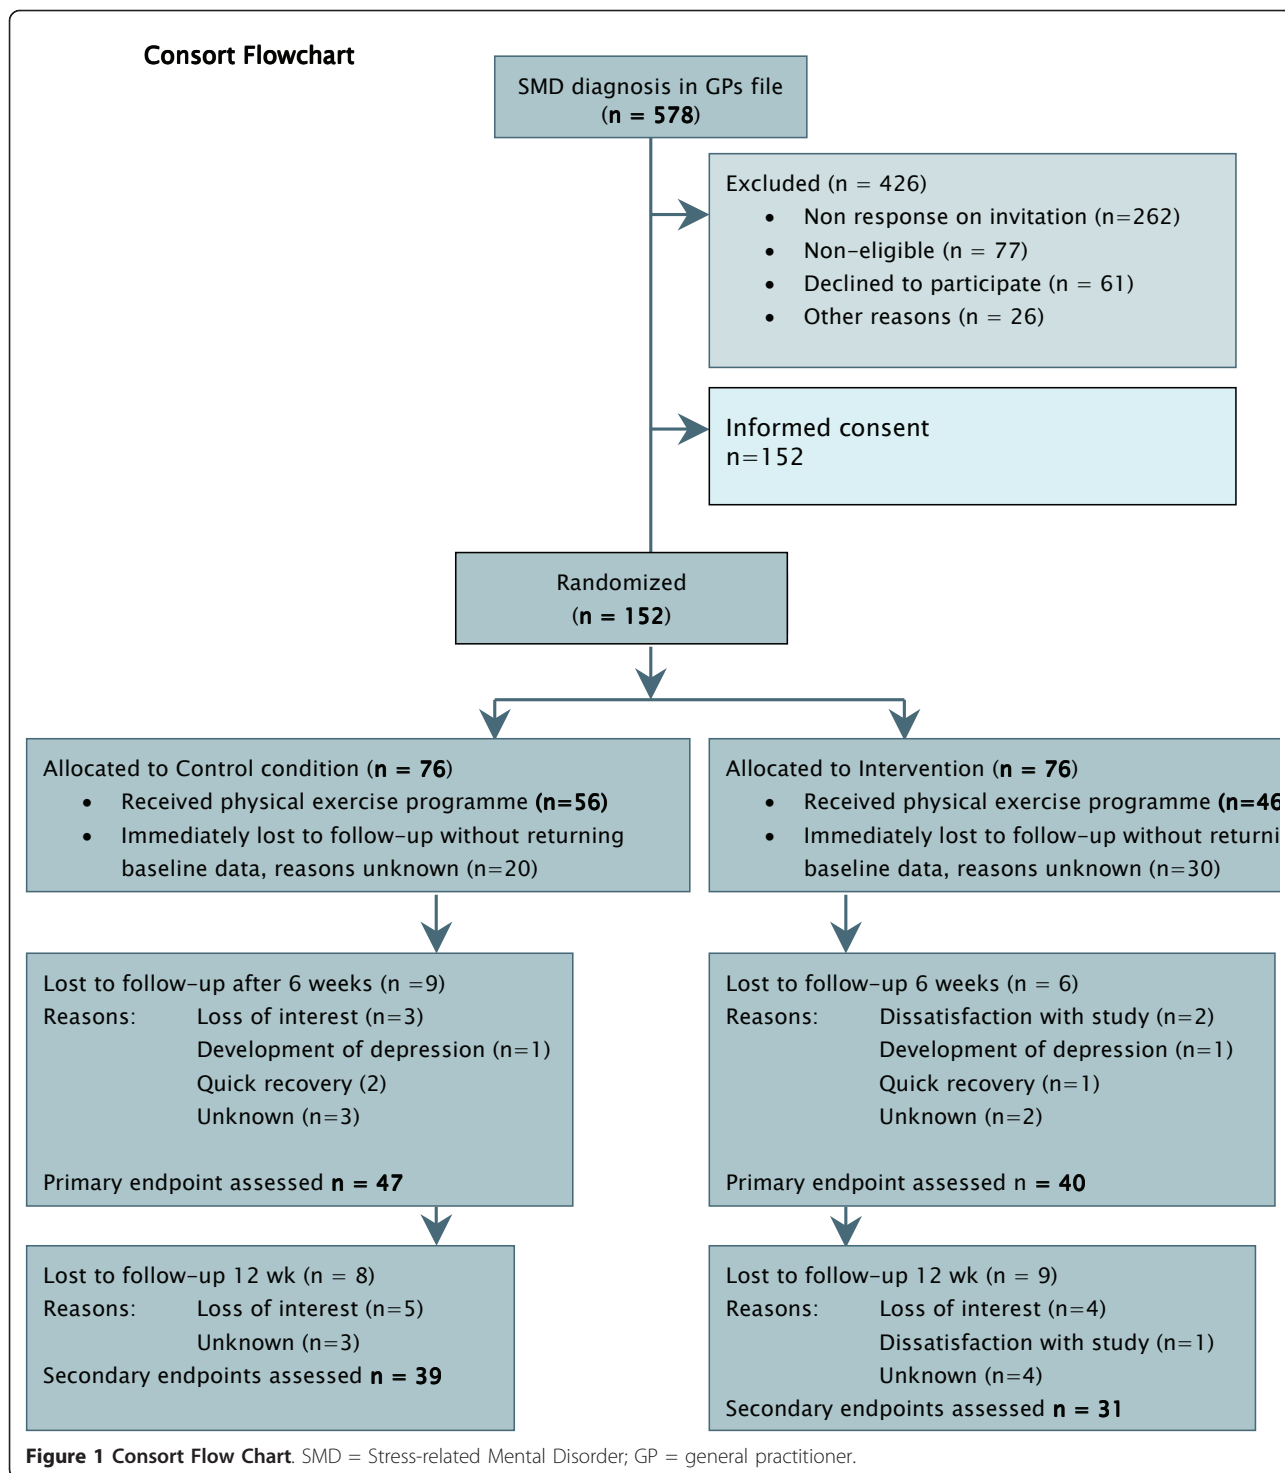 Consort Flowchart
SMD diagnosis in GPs file
(n = 578)
Excluded (n = 426)
• Non response on invitation (n=262)
• Non-eligible (n = 77)
• Declined to participate (n = 61)
• Other reasons (n = 26)
Informed consent
n=152
Randomized
(n = 152)
Allocated to Control condition (n = 76)
• Received physical exercise programme (n=56)
• Immediately lost to follow-up without returning
baseline data, reasons unknown (n=20)
Allocated to Intervention (n = 76)
• Received physical exercise programme (n=46
• Immediately lost to follow-up without returni
baseline data, reasons unknown (n=30)
Lost to follow-up after 6 weeks (n =9)
Reasons: Loss of interest (n=3)
Development of depression (n=1)
Quick recovery (2)
Unknown (n=3)
Primary endpoint assessed n = 47
Lost to follow-up 6 weeks (n = 6)
Reasons: Dissatisfaction with study (n=2)
Development of depression (n=1)
Quick recovery (n=1)
Unknown (n=2)
Primary endpoint assessed n = 40
Lost to follow-up 12 wk (n = 8)
Reasons: Loss of interest (n=5)
Unknown (n=3)
Secondary endpoints assessed n = 39
Lost to follow-up 12 wk (n = 9)
Reasons: Loss of interest (n=4)
Dissatisfaction with study (n=1)
Unknown (n=4)
Secondary endpoints assessed n = 31
Figure 1 Consort Flow Chart. SMD = Stress-related Mental Disorder; GP = general practitioner.